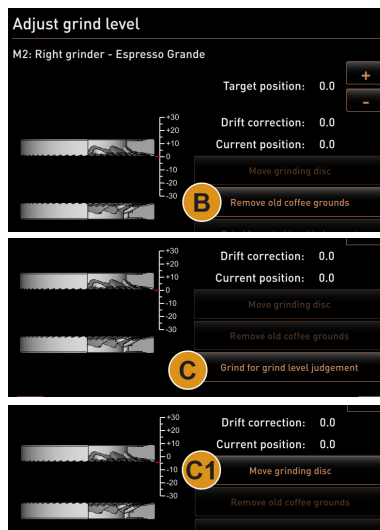 Adjust grind level
M2: Right grinder - Espresso Grande
Target position: 0.0
+
-
Drift correction: 0.0
Current position: 0.0
+30
+20
+10
0
-10
-20
-30
Move grinding disc
B
Remove old coffee grounds
+30
+20
+10
0
-10
-20
-30
Drift correction: 0.0
Current position: 0.0
Move grinding disc
Remove old coffee grounds
C
Grind for grind level judgement
+30
+20
+10
0
-10
-20
-30
Drift correction: 0.0
Current position: 0.0
C1
Move grinding disc
Remove old coffee grounds